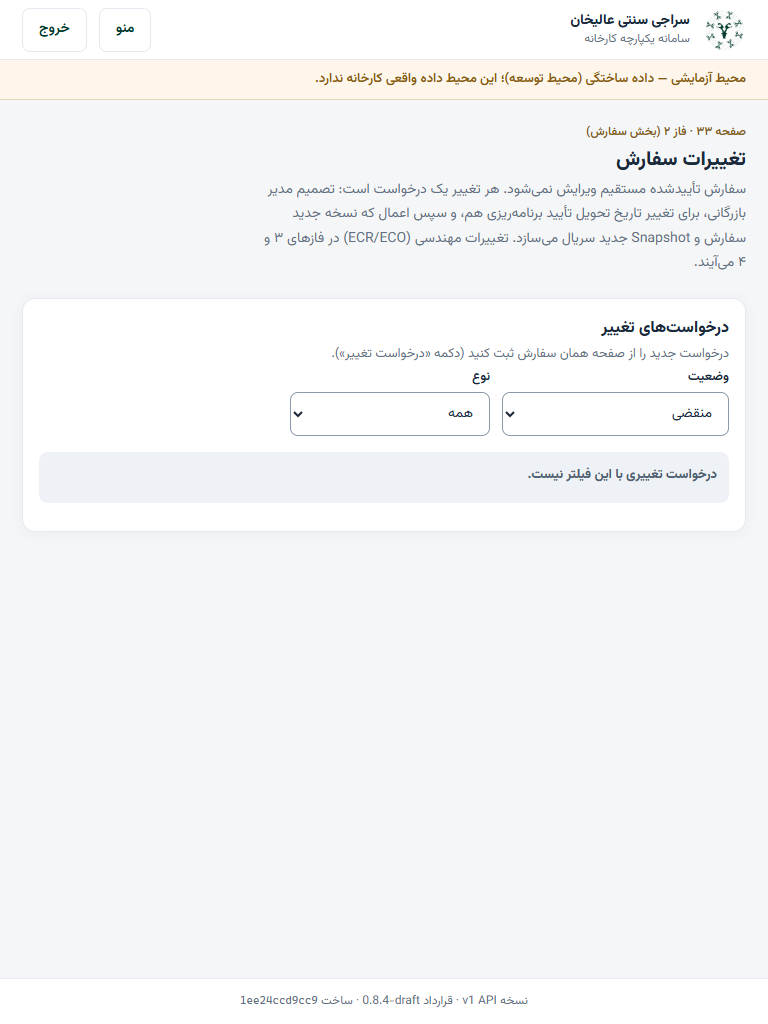 سراجی سنتی عالیخان
سامانه یکپارچه کارخانه
منو
خروج
محیط آزمایشی — داده ساختگی (محیط توسعه)؛ این محیط داده واقعی کارخانه ندارد.
صفحه ۳۳ · فاز ۲ (بخش سفارش)
تغییرات سفارش
سفارش تأییدشده مستقیم ویرایش نمی‌شود. هر تغییر یک درخواست است: تصمیم مدیر
بازرگانی، برای تغییر تاریخ تحویل تأیید برنامه‌ریزی هم، و سپس اعمال که نسخه جدید
سفارش و Snapshot جدید سریال می‌سازد. تغییرات مهندسی (ECR/ECO) در فازهای ۳ و
۴ می‌آیند.
درخواست‌های تغییر
درخواست جدید را از صفحه همان سفارش ثبت کنید (دکمه «درخواست تغییر»).
وضعیت
نوع
منقضی
همه
درخواست تغییری با این فیلتر نیست.
نسخه v1 API · قرارداد 0.8.4-draft · ساخت 1ee24ccd9cc9